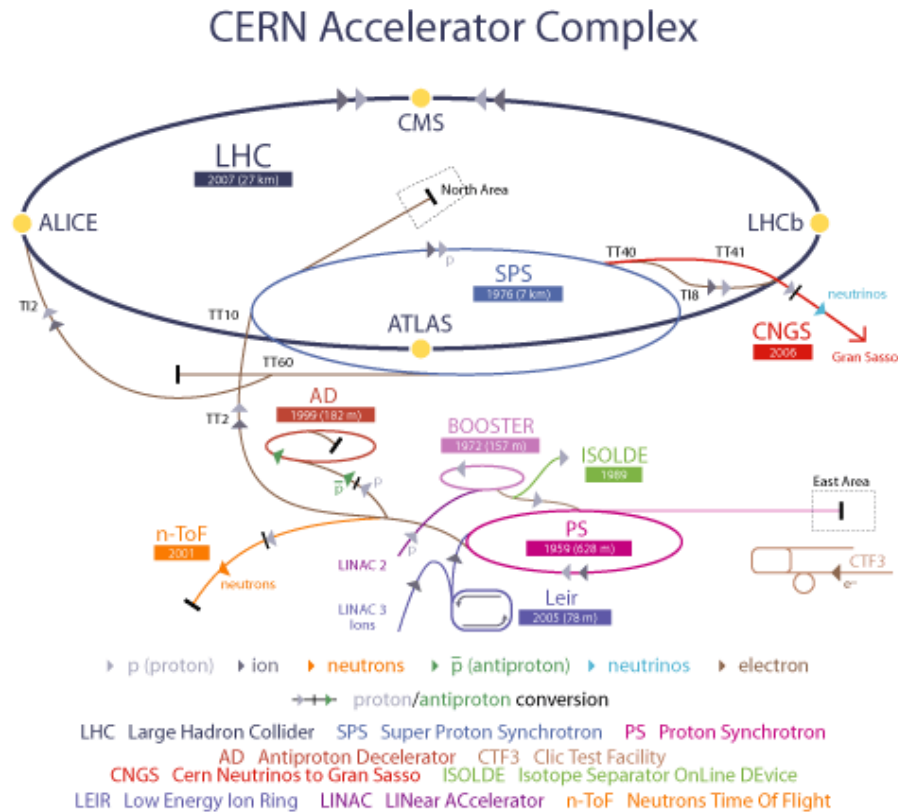 CERN Accelerator Complex
CMS
LHC
2007 (27 km)
North Area
ALICE
LHCb
p
TT40
TT41
SPS
1976 (7 km)
TI8
neutrinos
TI2
TT10
ATLAS
CNGS
2006
Gran Sasso
TT60
AD
1999 (182 m)
TT2
BOOSTER
1972 (157 m)
ISOLDE
1989
p̅
p
East Area
n-ToF
2001
PS
1959 (628 m)
p
LINAC 2
neutrons
CTF3
e⁻
LINAC 3
Ions
Leir
2005 (78 m)
p (proton) ion neutrons p̅ (antiproton) neutrinos electron
proton/antiproton conversion
LHC Large Hadron Collider SPS Super Proton Synchrotron PS Proton Synchrotron
AD Antiproton Decelerator CTF3 Clic Test Facility
CNGS Cern Neutrinos to Gran Sasso ISOLDE Isotope Separator OnLine DEvice
LEIR Low Energy Ion Ring LINAC LINear ACcelerator n-ToF Neutrons Time Of Flight